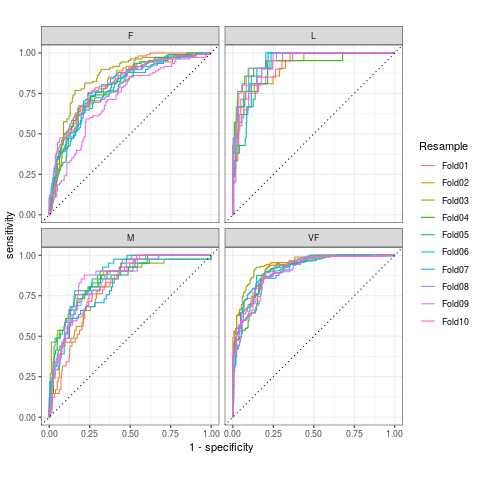 F L
1.00
0.75
0.50
0.25
0.00
M VF
1.00
0.75
0.50
0.25
0.00
0.00 0.25 0.50 0.75 1.00 0.00 0.25 0.50 0.75 1.00
1 - specificity
sensitivity
Resample
Fold01
Fold02
Fold03
Fold04
Fold05
Fold06
Fold07
Fold08
Fold09
Fold10